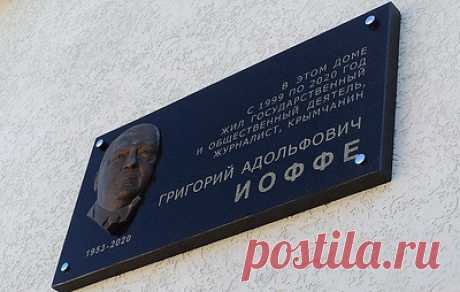 В ЭТОМ ДОМЕ
С 1999 ПО 2020 ГОД
ЖИЛ ГОСУДАРСТВЕННЫЙ
И ОБЩЕСТВЕННЫЙ ДЕЯТЕЛЬ,
ЖУРНАЛИСТ, КРЫМЧАНИН
ГРИГОРИЙ АДОЛЬФОВИЧ
ИОФФЕ
1953-2020
postila.ru